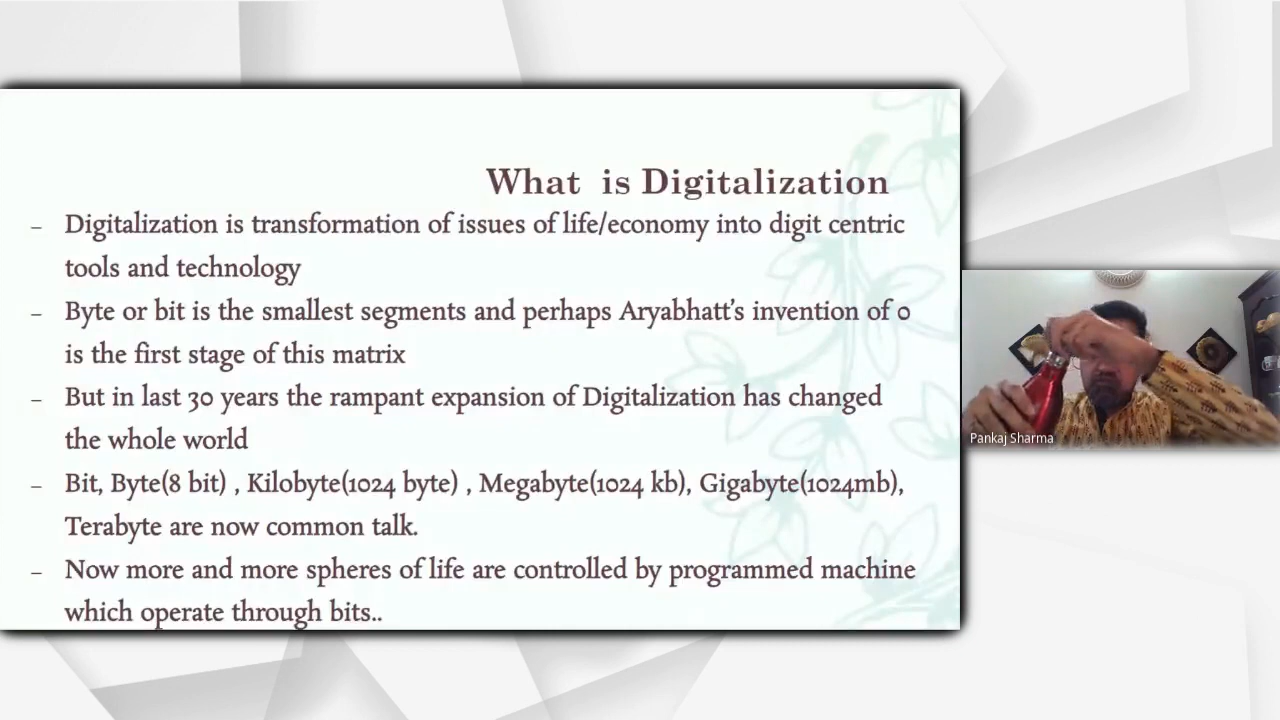 What is Digitalization
– Digitalization is transformation of issues of life/economy into digit centric
tools and technology
– Byte or bit is the smallest segments and perhaps Aryabhatt's invention of 0
is the first stage of this matrix
– But in last 30 years the rampant expansion of Digitalization has changed
the whole world
– Bit, Byte(8 bit) , Kilobyte(1024 byte) , Megabyte(1024 kb), Gigabyte(1024mb),
Terabyte are now common talk.
– Now more and more spheres of life are controlled by programmed machine
which operate through bits..
Pankaj Sharma